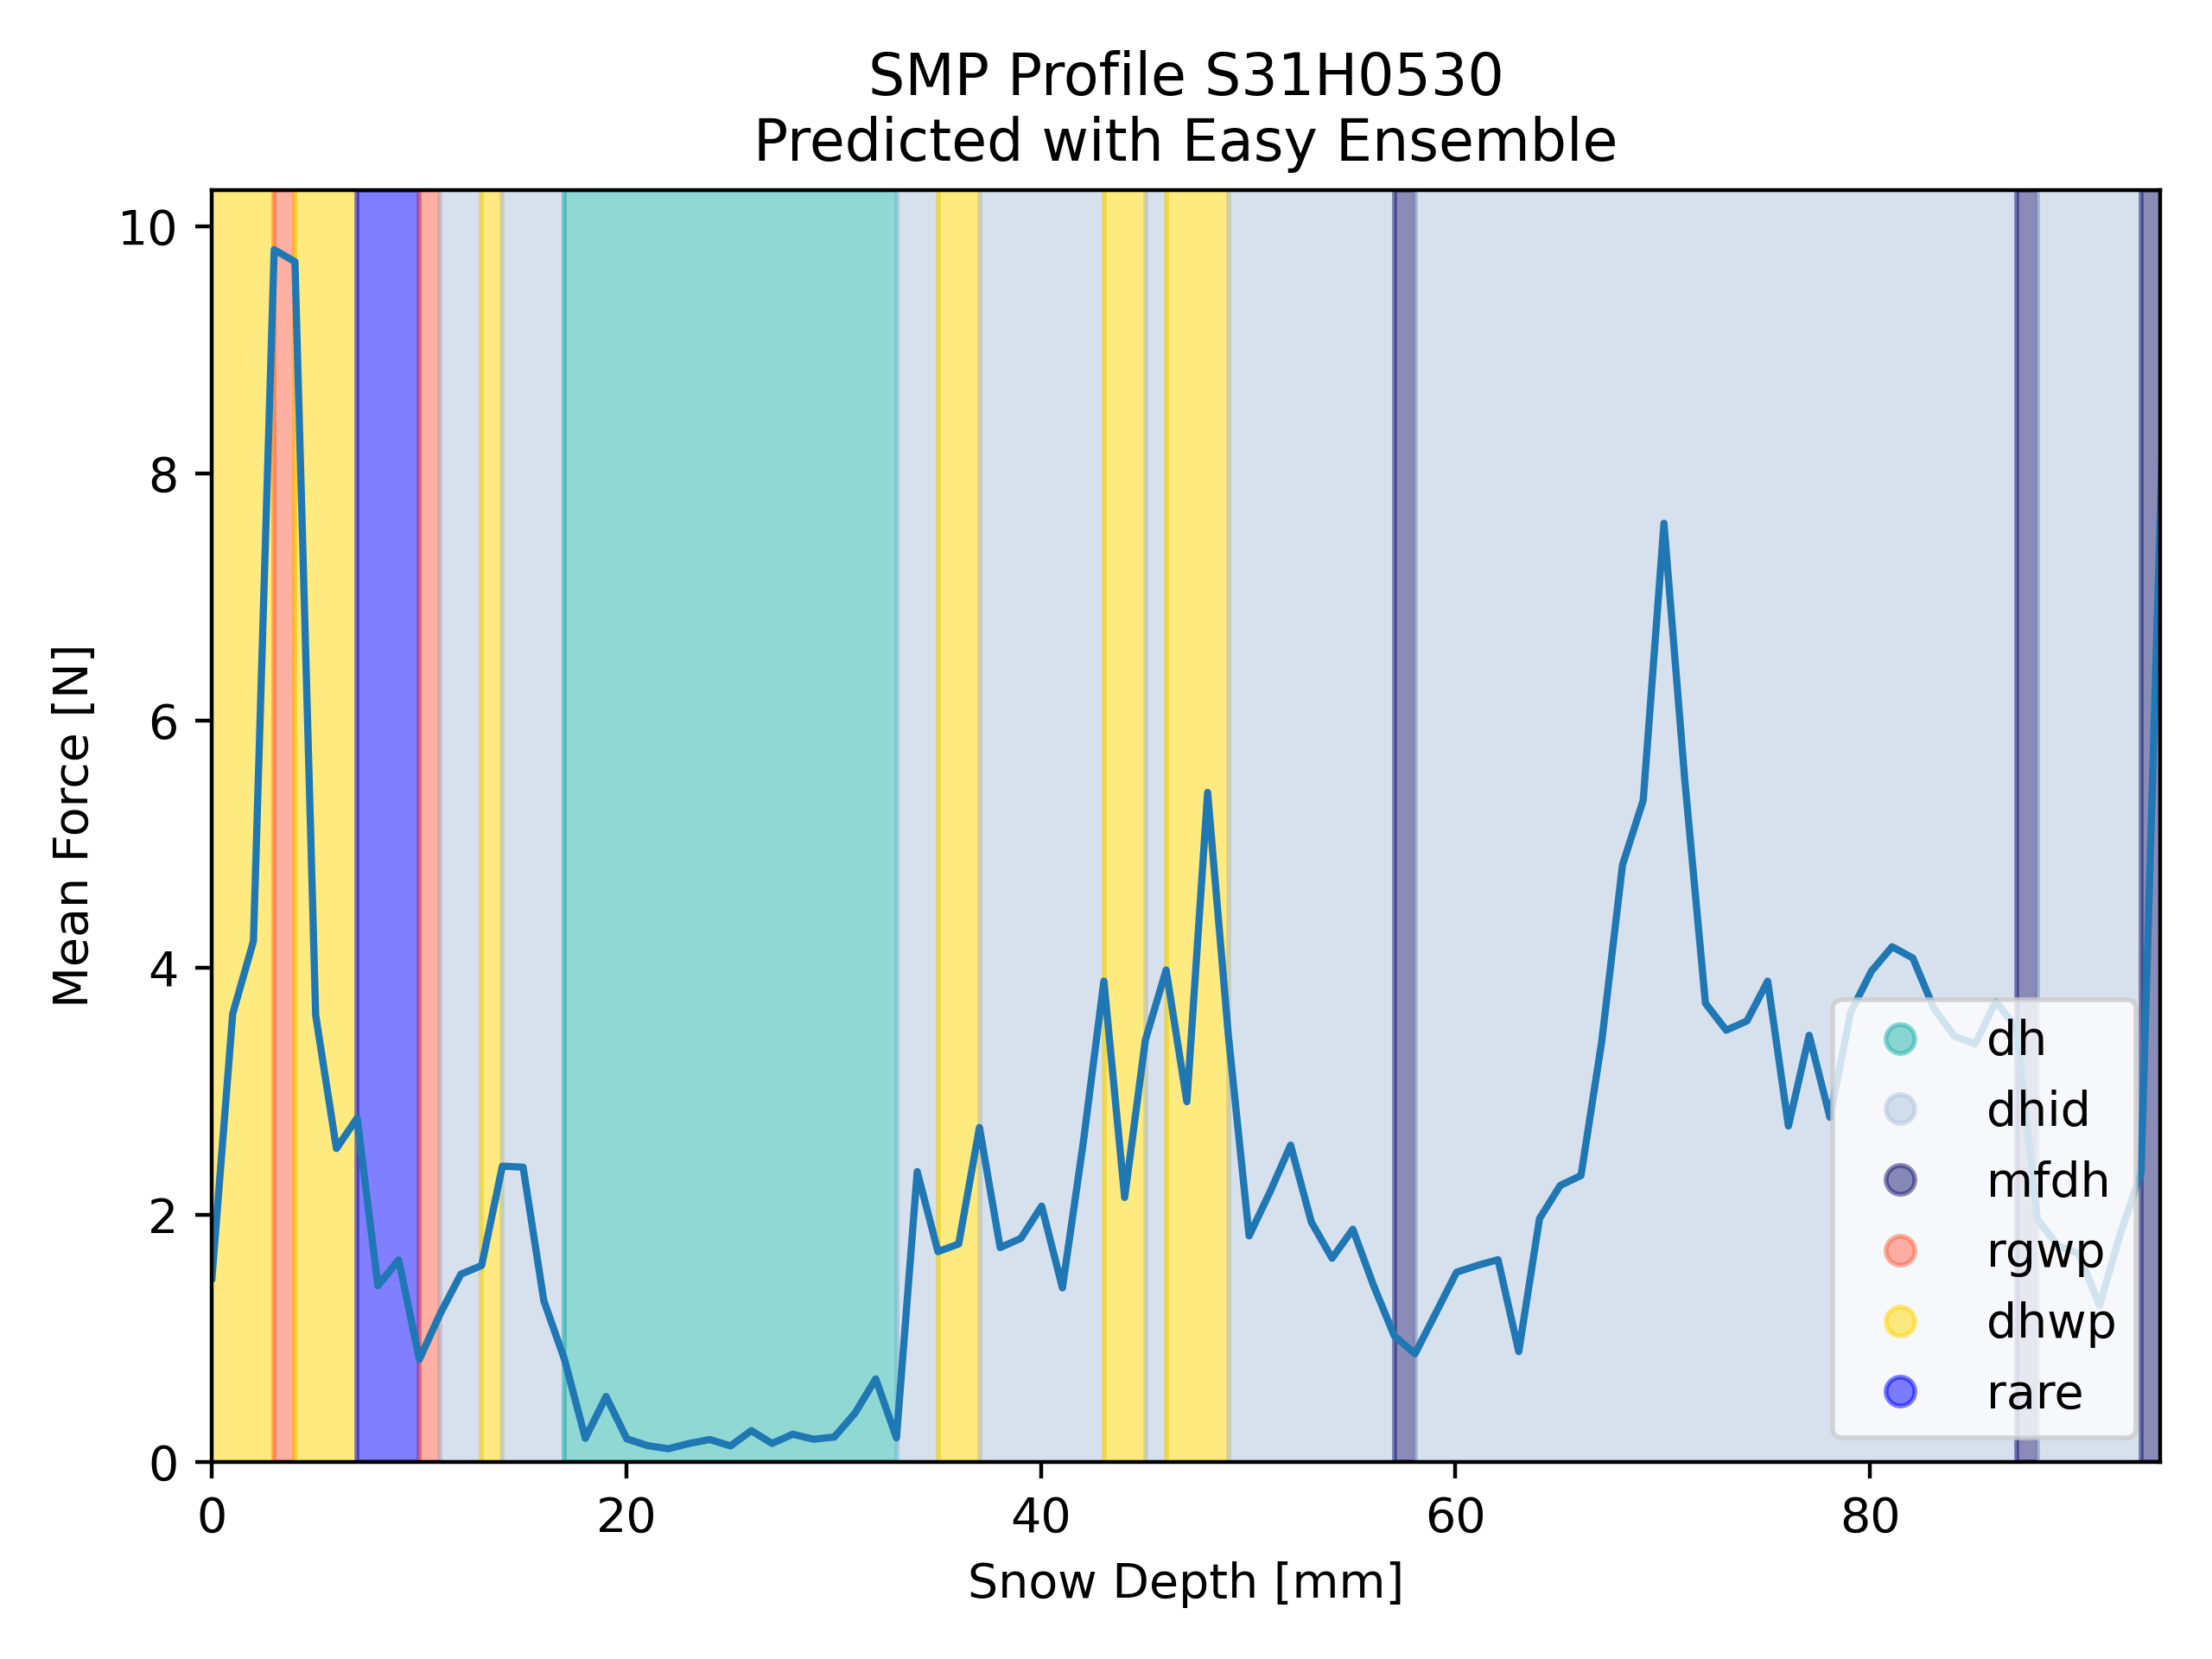 SMP Profile S31H0530
Predicted with Easy Ensemble
Mean Force [N]
10
8
6
4
2
0
0 20 40 60 80
Snow Depth [mm]
dh
dhid
mfdh
rgwp
dhwp
rare